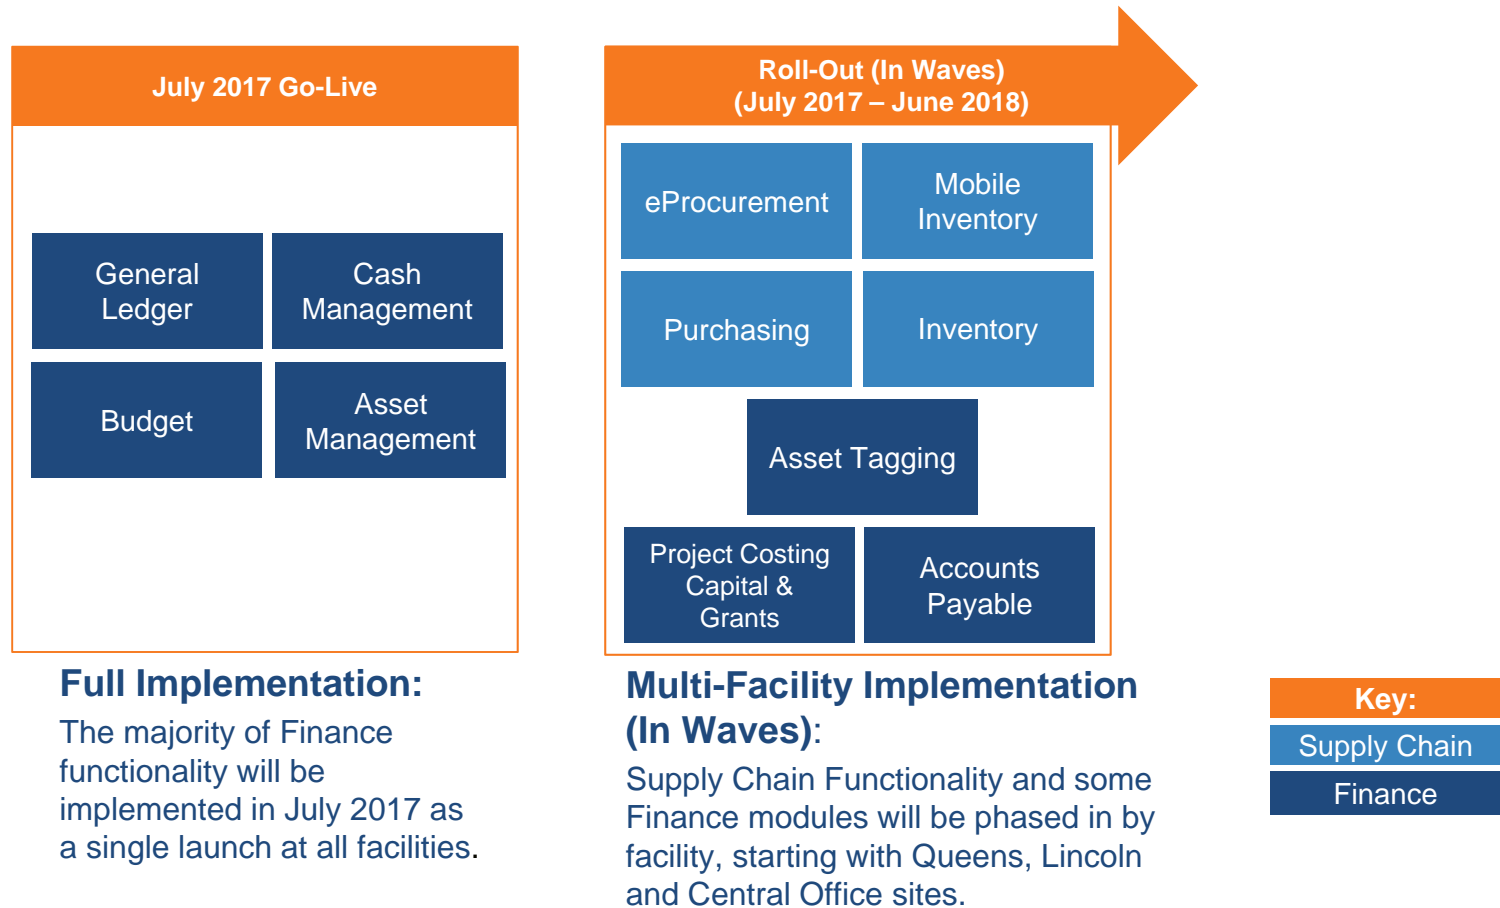 July 2017 Go-Live
General
Ledger
Cash
Management
Budget
Asset
Management
Full Implementation:
The majority of Finance
functionality will be
implemented in July 2017 as
a single launch at all facilities.
Roll-Out (In Waves)
(July 2017 – June 2018)
eProcurement
Mobile
Inventory
Purchasing
Inventory
Asset Tagging
Project Costing
Capital &
Grants
Accounts
Payable
Multi-Facility Implementation
(In Waves):
Supply Chain Functionality and some
Finance modules will be phased in by
facility, starting with Queens, Lincoln
and Central Office sites.
Key:
Supply Chain
Finance